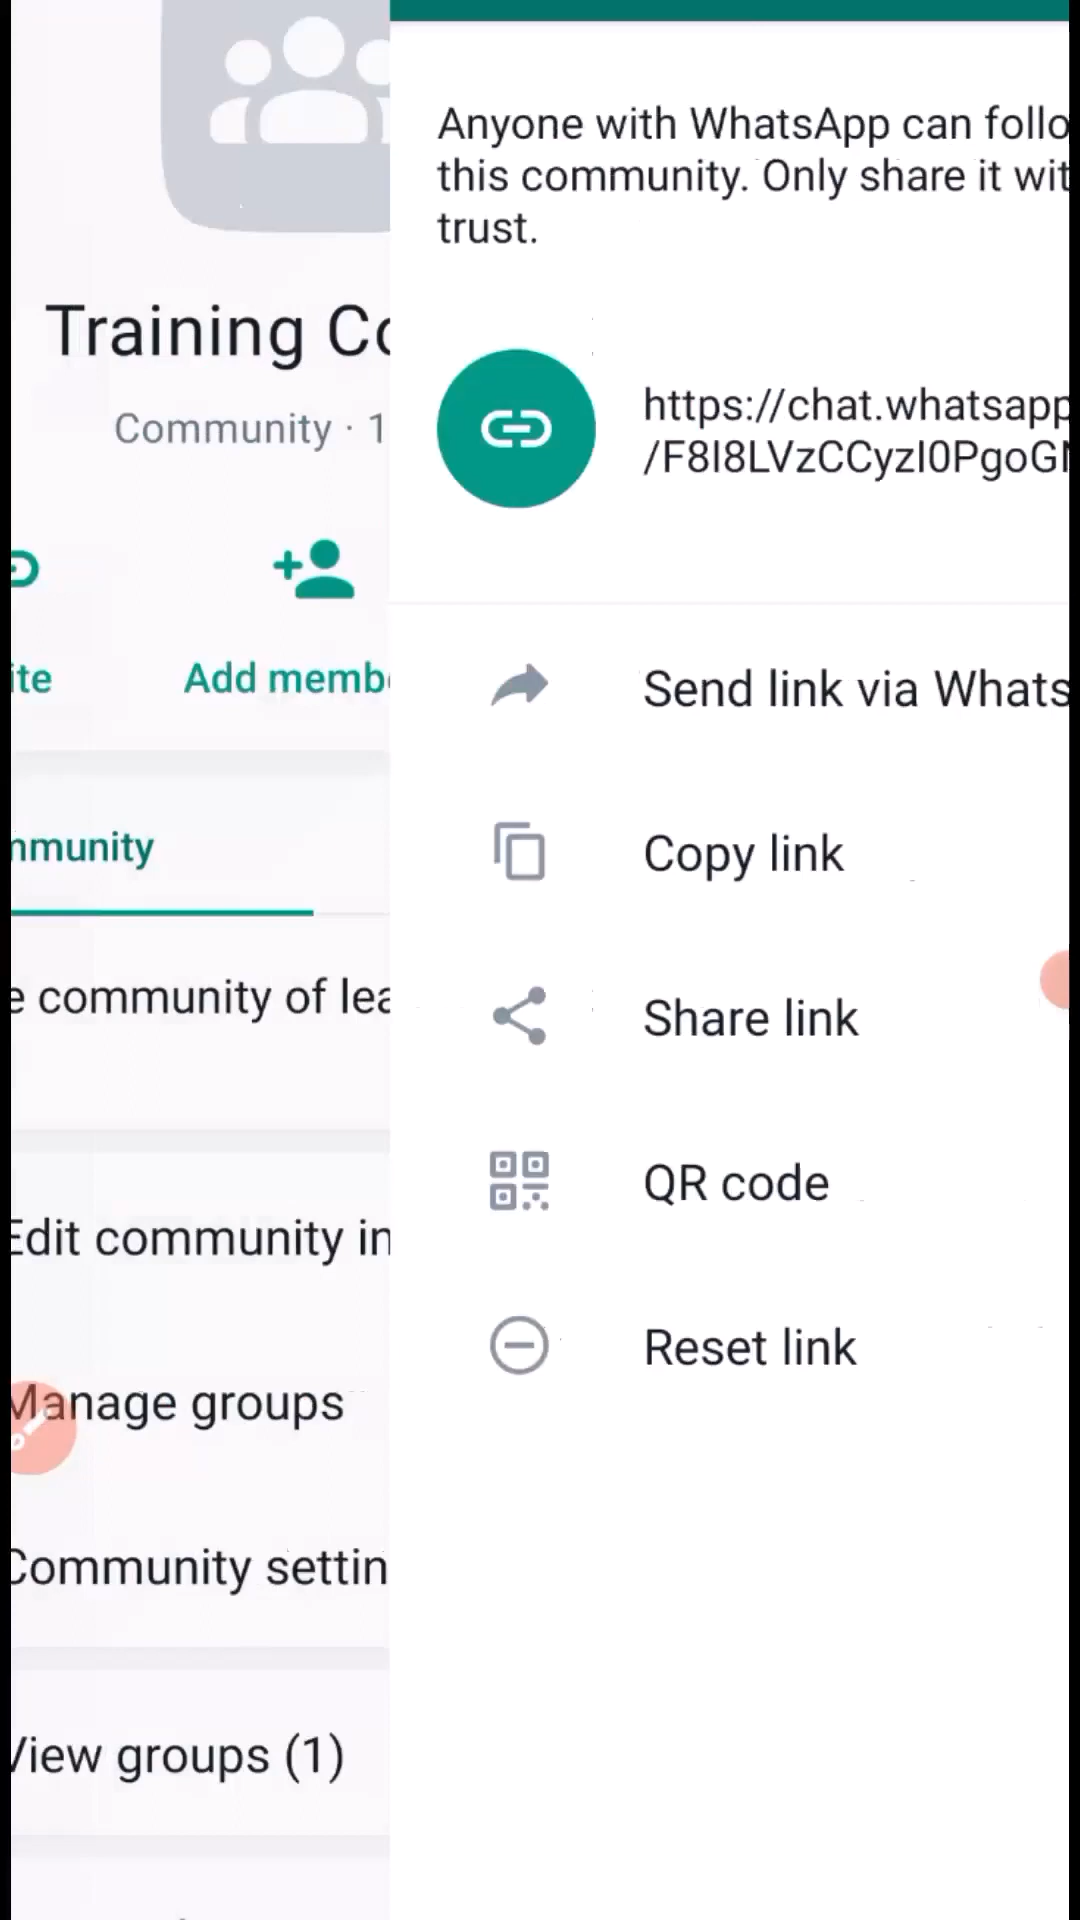 Training Co
Community · 1
ite
Add memb
mmunity
e community of lea
Edit community in
Manage groups
Community settin
View groups (1)
Anyone with WhatsApp can follo
this community. Only share it wit
trust.
https://chat.whatsapp
/F8I8LVzCCyzI0PgoG
Send link via Whats
Copy link
Share link
QR code
Reset link